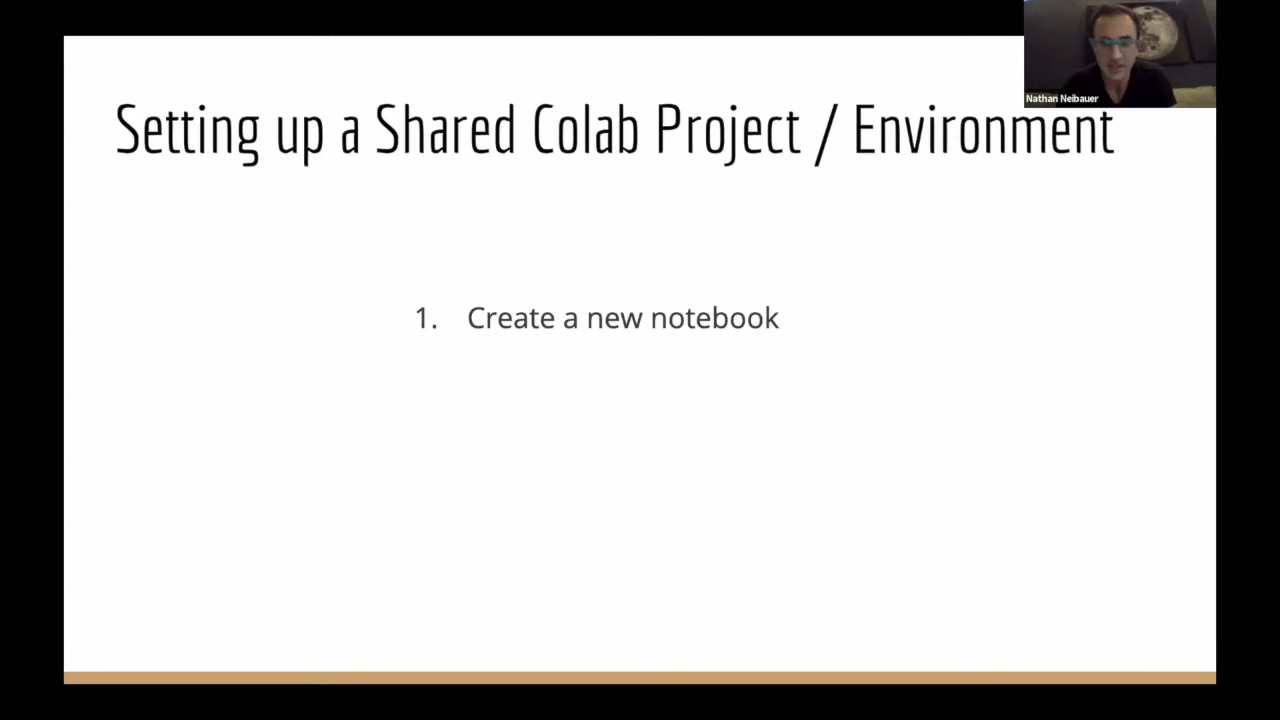 Nathan Neibauer
Setting up a Shared Colab Project / Environment
1. Create a new notebook